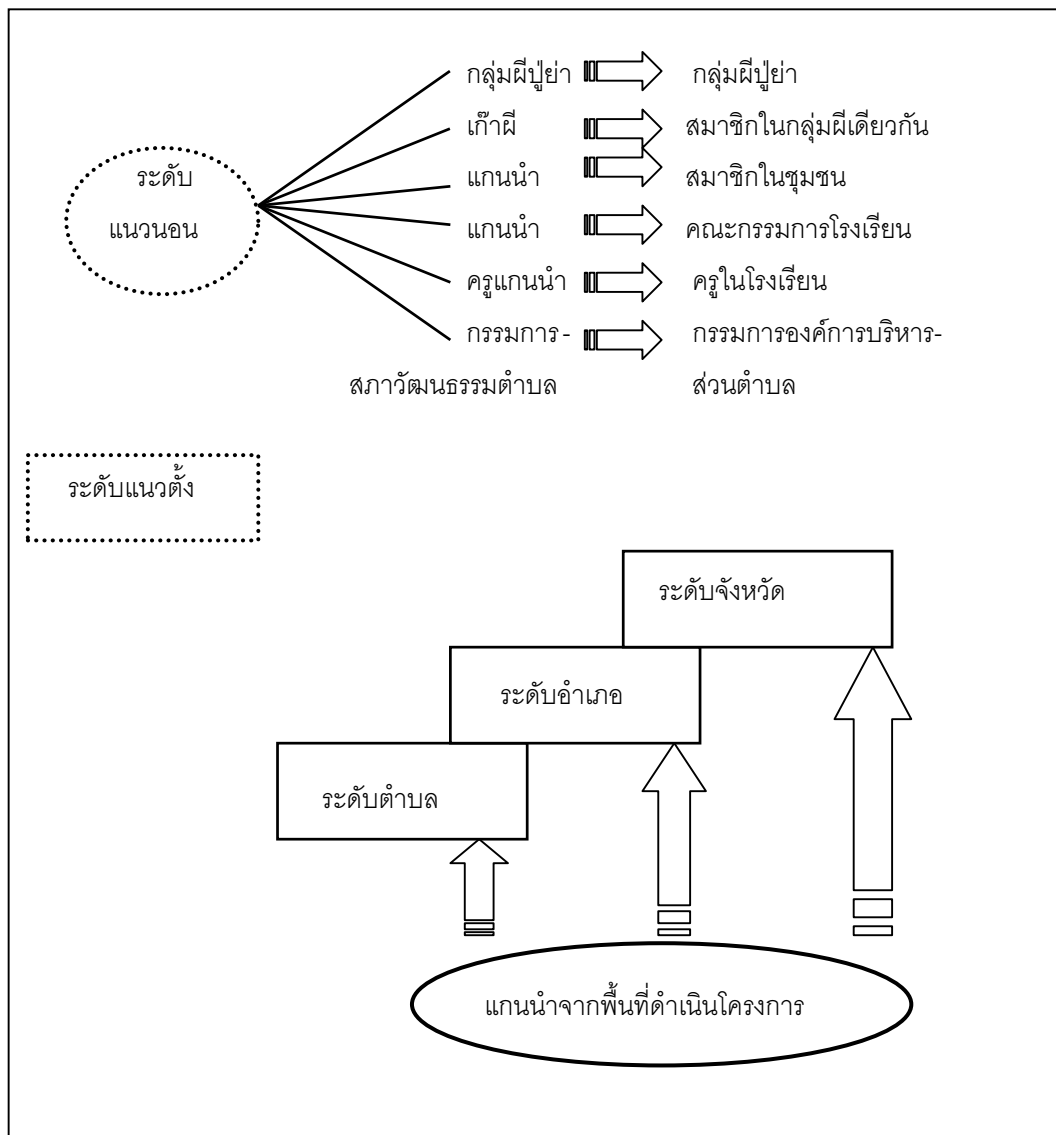 กลุ่มผีปู่ย่า กลุ่มผีปู่ย่า
เก๊าผี สมาชิกในกลุ่มผีเดียวกัน
ระดับ
แนวนอน
แกนนำ สมาชิกในชุมชน
แกนนำ คณะกรรมการโรงเรียน
ครูแกนนำ ครูในโรงเรียน
กรรมการ - กรรมการองค์การบริหาร-
สภาวัฒนธรรมตำบล ส่วนตำบล
ระดับแนวตั้ง
ระดับจังหวัด
ระดับอำเภอ
ระดับตำบล
แกนนำจากพื้นที่ดำเนินโครงการ